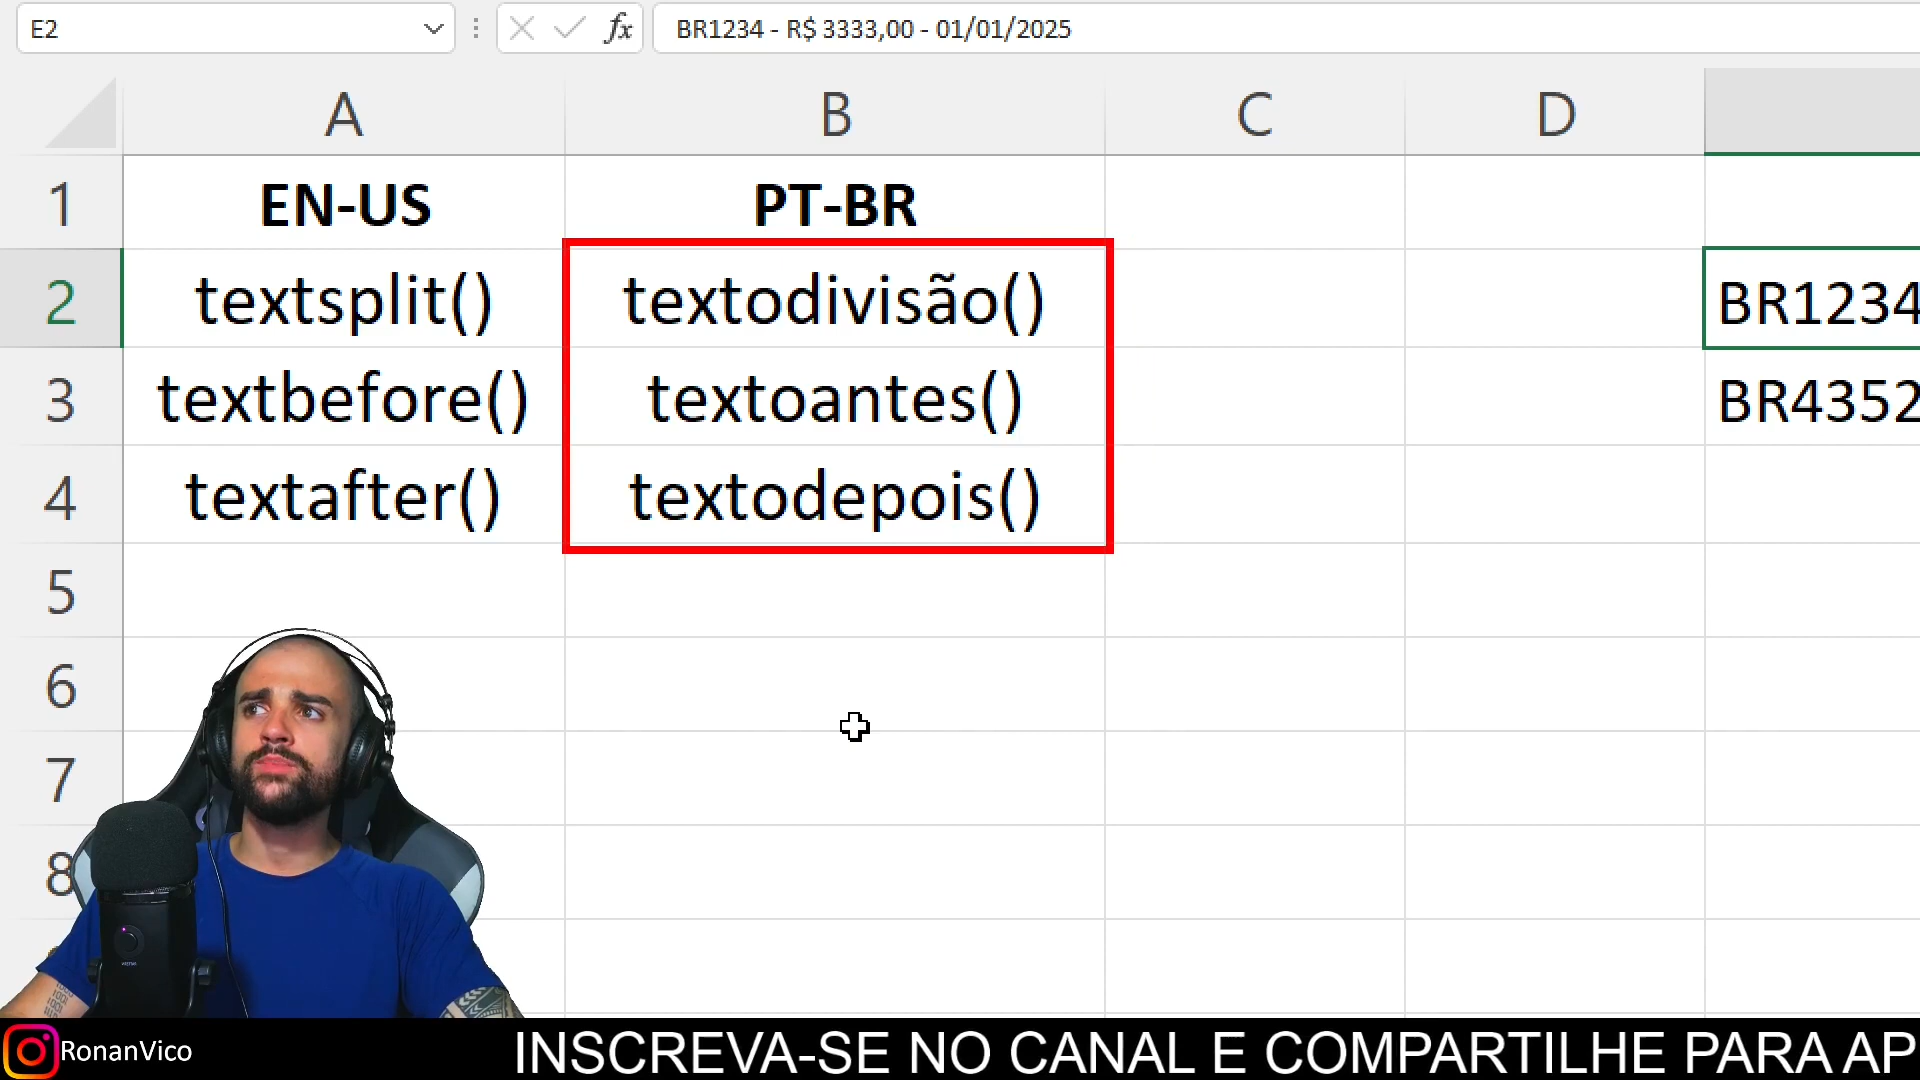 E2
fx
BR1234 - R$ 3333,00 - 01/01/2025
A B C D
1 EN-US PT-BR
2 textsplit() textodivisão() BR1234
3 textbefore() textoantes() BR4352
4 textafter() textodepois()
5
6
7
8
RonanVico
INSCREVA-SE NO CANAL E COMPARTILHE PARA AP